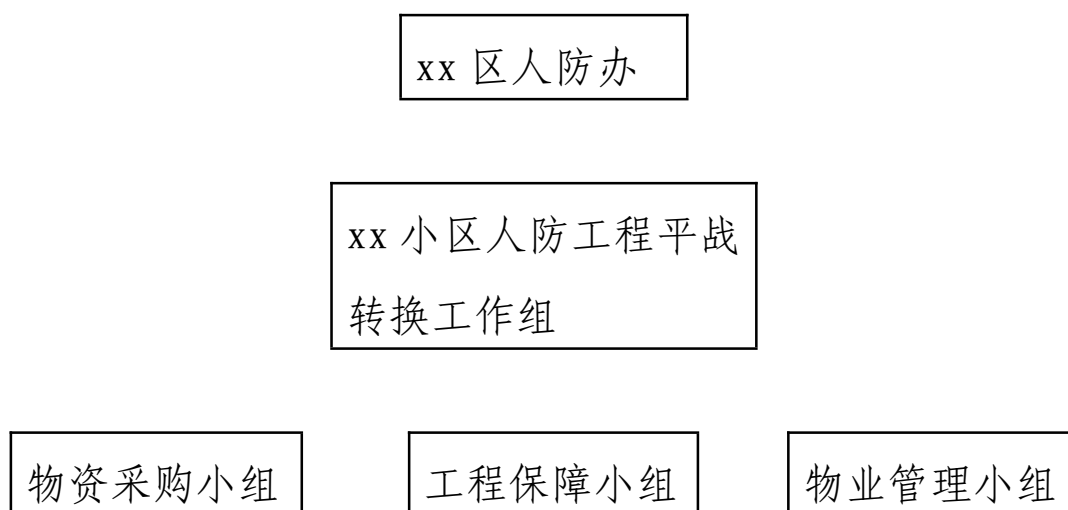 xx 区人防办
xx 小区人防工程平战
转换工作组
物资采购小组
工程保障小组
物业管理小组